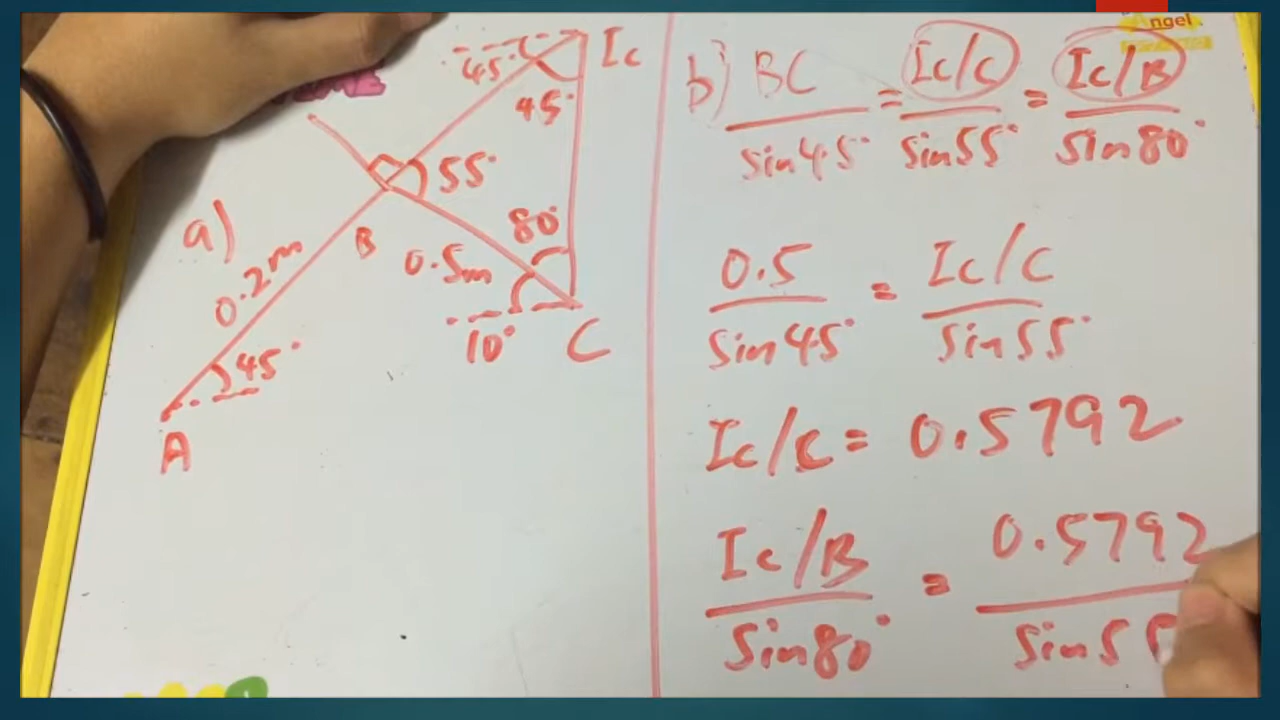 ngel
45° Ic
45°
55°
a)
B
80°
0.2m
0.5m
10°
C
45°
A
b) BC = Ic/C = Ic/B
sin45° sin55° sin80°
0.5 = Ic/C
sin45° sin55°
Ic/C = 0.5792
Ic/B = 0.5792
sin80° sin55